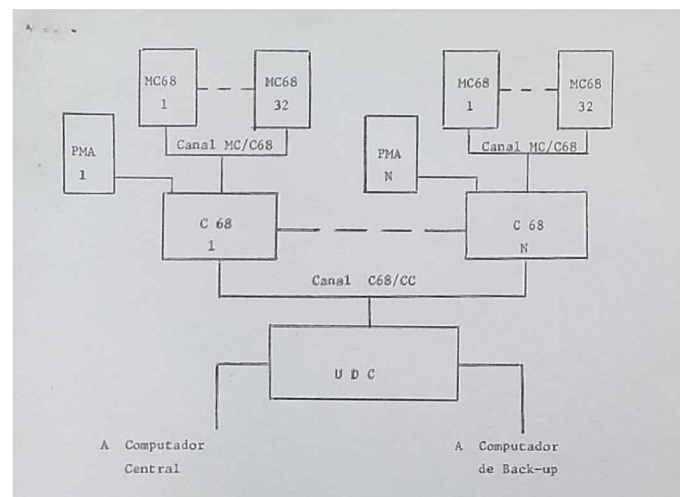 MC68
1
MC68
32
MC68
1
MC68
32
PMA
1
Canal MC/C68
PMA
N
Canal MC/C68
C 68
1
C 68
N
Canal C68/CC
U D C
A Computador
Central
A Computador
de Back-up